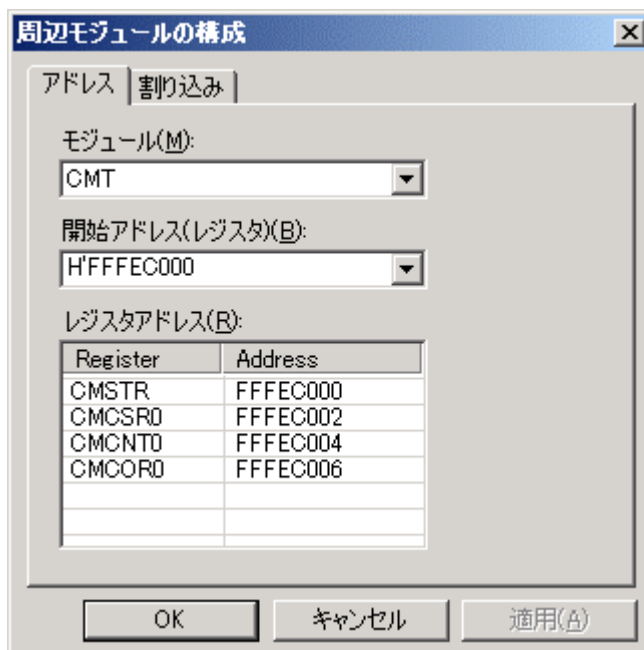 周辺モジュールの構成
アドレス 割り込み
モジュール(M):
CMT
開始アドレス(レジスタ)(B):
H'FFFEC000
レジスタアドレス(R):
Register Address
CMSTR FFFEC000
CMCSR0 FFFEC002
CMCNT0 FFFEC004
CMCOR0 FFFEC006
OK キャンセル 適用(A)